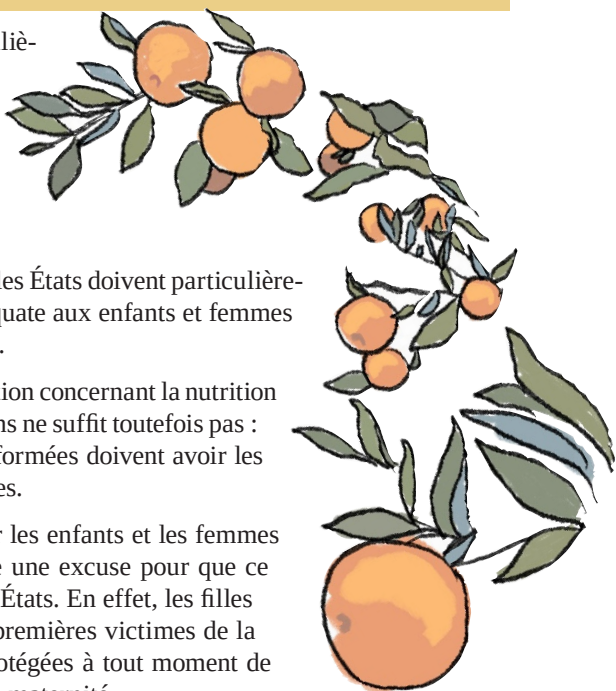 liè-
les États doivent particulière-
quate aux enfants et femmes
.
ion concernant la nutrition
ns ne suffit toutefois pas :
formées doivent avoir les
es.
r les enfants et les femmes
e une excuse pour que ce
États. En effet, les filles
premières victimes de la
otégées à tout moment de
maternité